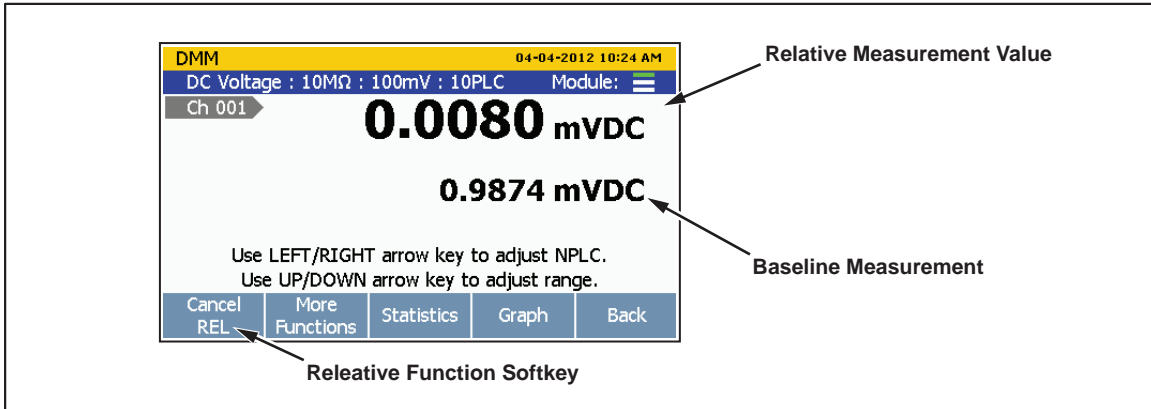 DMM 04-04-2012 10:24 AM
Relative Measurement Value
DC Voltage : 10MΩ : 100mV : 10PLC Module:
Ch 001
0.0080 mVDC
0.9874 mVDC
Baseline Measurement
Use LEFT/RIGHT arrow key to adjust NPLC.
Use UP/DOWN arrow key to adjust range.
Cancel REL
More Functions
Statistics
Graph
Back
Releative Function Softkey